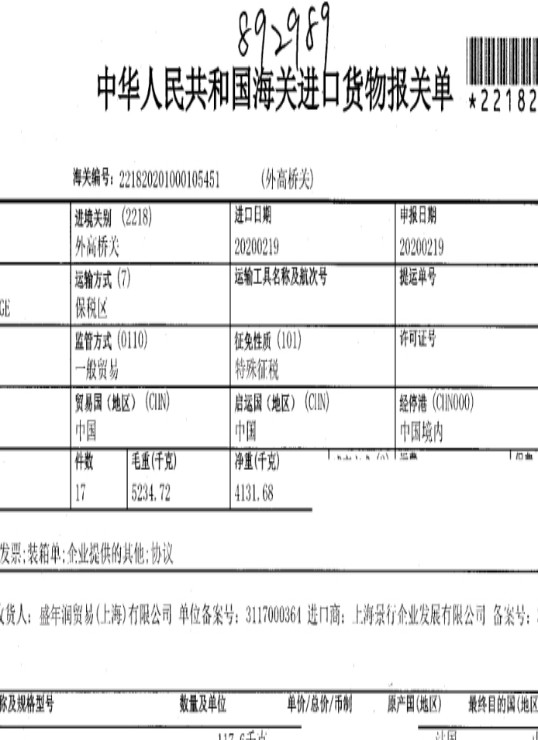 892989
中华人民共和国海关进口货物报关单
*22182
海关编号：221820201000105451 (外高桥关)
进境关别 (2218) 进口日期 申报日期
外高桥关 20200219 20200219
运输方式 (7) 运输工具名称及航次号 提运单号
GE 保税区
监管方式 (0110) 征免性质 (101) 许可证号
一般贸易 特殊征税
贸易国（地区） (CHN) 启运国（地区） (CHN) 经停港 (CHN000)
中国 中国 中国境内
件数 毛重(千克) 净重(千克)
17 5234.72 4131.68
发票;装箱单;企业提供的其他;协议
收货人：盛年润贸易(上海)有限公司 单位备案号：3117000364 进口商：上海景行企业发展有限公司 备案号：
称及规格型号 数量及单位 单价/总价/币制 原产国(地区) 最终目的国(地区
117.6千克 法国